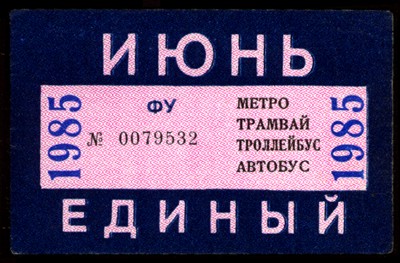 ИЮНЬ
1985
ФУ
№ 0079532
МЕТРО
ТРАМВАЙ
ТРОЛЛЕЙБУС
АВТОБУС
1985
ЕДИНЫЙ